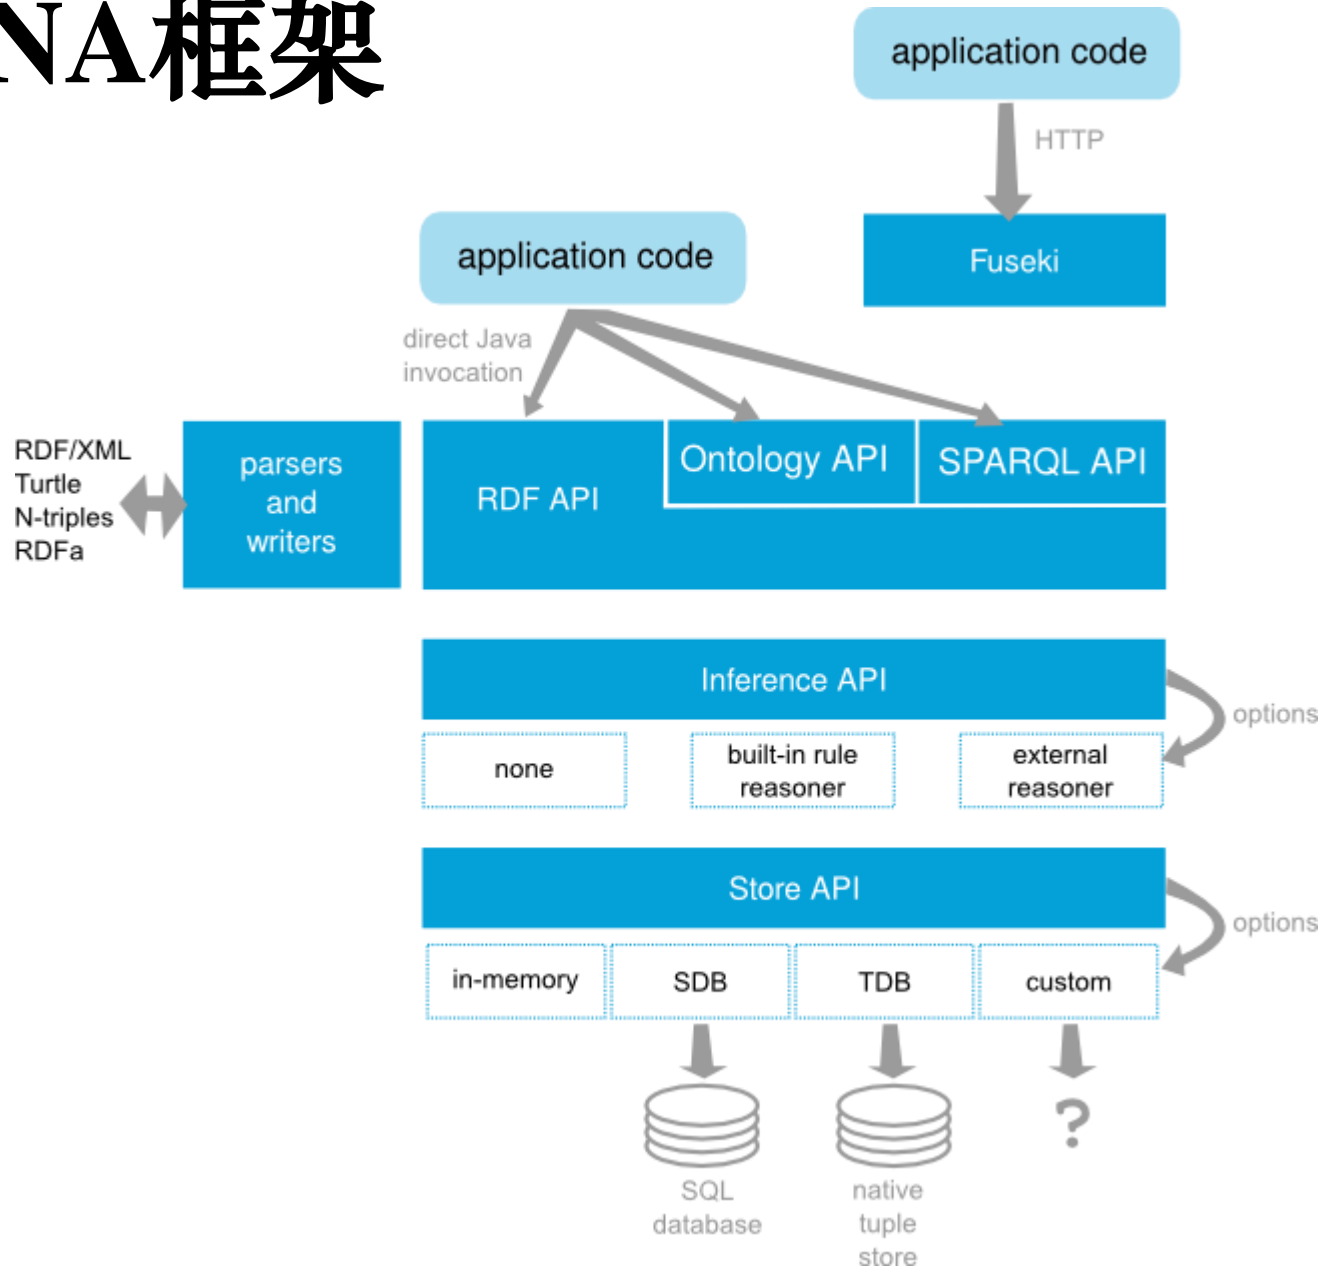 NA框架
application code
HTTP
Fuseki
application code
direct Java
invocation
RDF/XML
Turtle
N-triples
RDFa
parsers
and
writers
RDF API
Ontology API
SPARQL API
Inference API
options
none
built-in rule
reasoner
external
reasoner
Store API
options
in-memory
SDB
TDB
custom
?
SQL
database
native
tuple
store